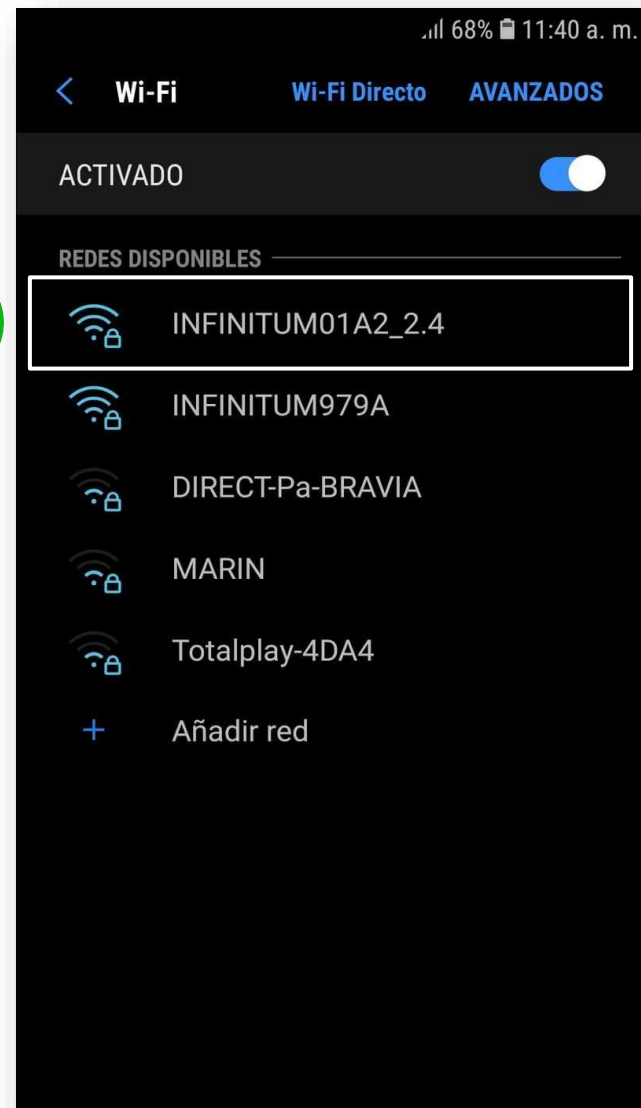 68% 11:40 a. m.
Wi-Fi Wi-Fi Directo AVANZADOS
ACTIVADO
REDES DISPONIBLES
INFINITUM01A2_2.4
INFINITUM979A
DIRECT-Pa-BRAVIA
MARIN
Totalplay-4DA4
+ Añadir red